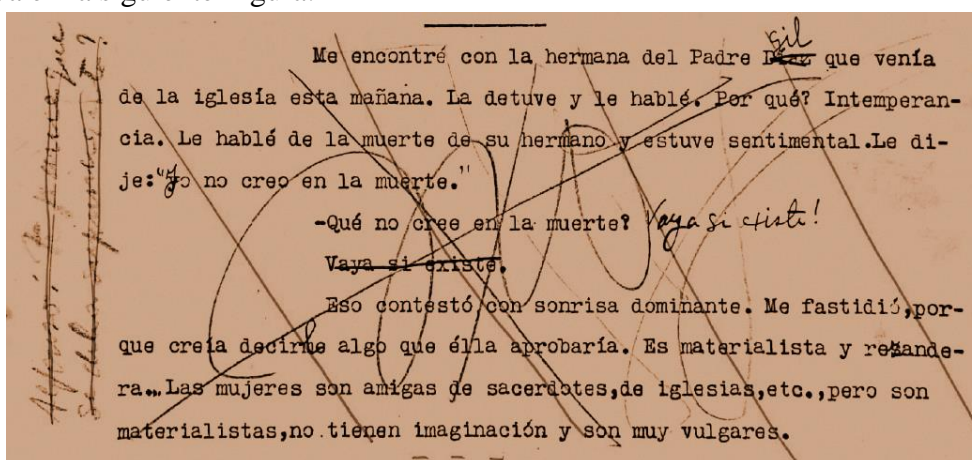 Me encontré con la hermana del Padre Díaz Gil que venía
de la iglesía esta mañana. La detuve y le hablé. Por qué? Intemperan-
cia. Le hablé de la muerte de su hermano y estuve sentimental.Le di-
je:"Yo no creo en la muerte."
-Qué no cree en la muerte? Vaya si existe!
Vaya si existe.
Eso contestó con sonrisa dominante. Me fastidió,por-
que creía decirle algo que élla aprobaría. Es materialista y rezande-
ra...Las mujeres son amigas de sacerdotes,de iglesias,etc.,pero son
materialistas,no tienen imaginación y son muy vulgares.